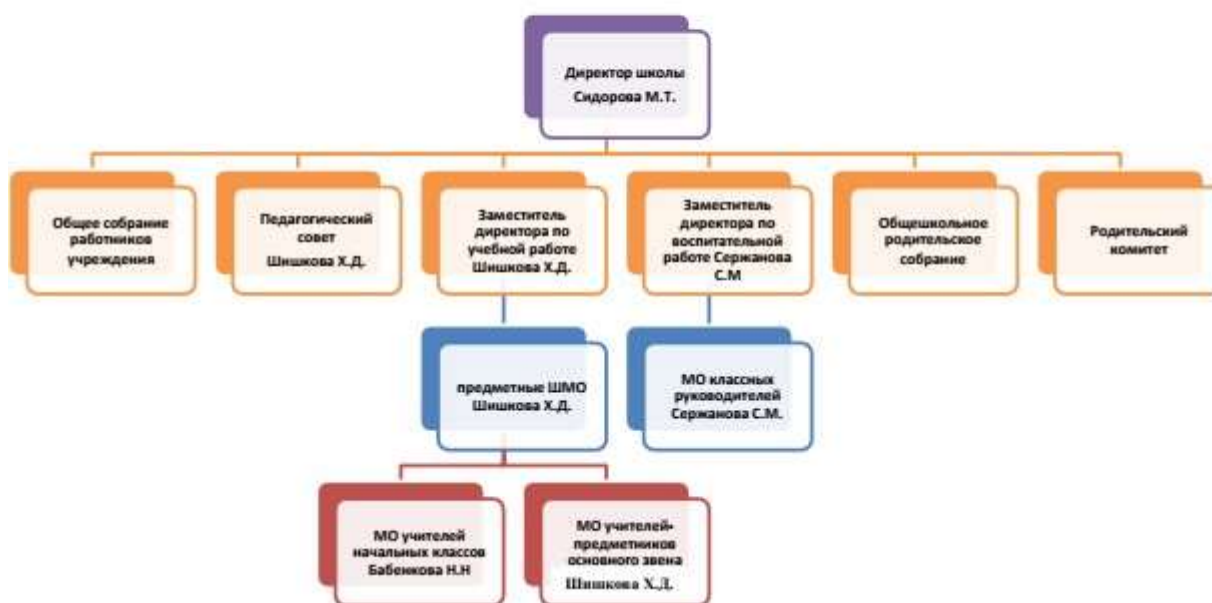 Директор школы
Сидорова М.Т.
Общее собрание
работников
учреждения
Педагогический
совет
Шишкова Х.Д.
Заместитель
директора по
учебной работе
Шишкова Х.Д.
Заместитель
директора по
воспитательной
работе Сержанова
С.М
Общешкольное
родительское
собрание
Родительский
комитет
предметные ШМО
Шишкова Х.Д.
МО классных
руководителей
Сержанова С.М.
МО учителей
начальных классов
Бабенкова Н.Н
МО учителей-
предметников
основного звена
Шишкова Х.Д.